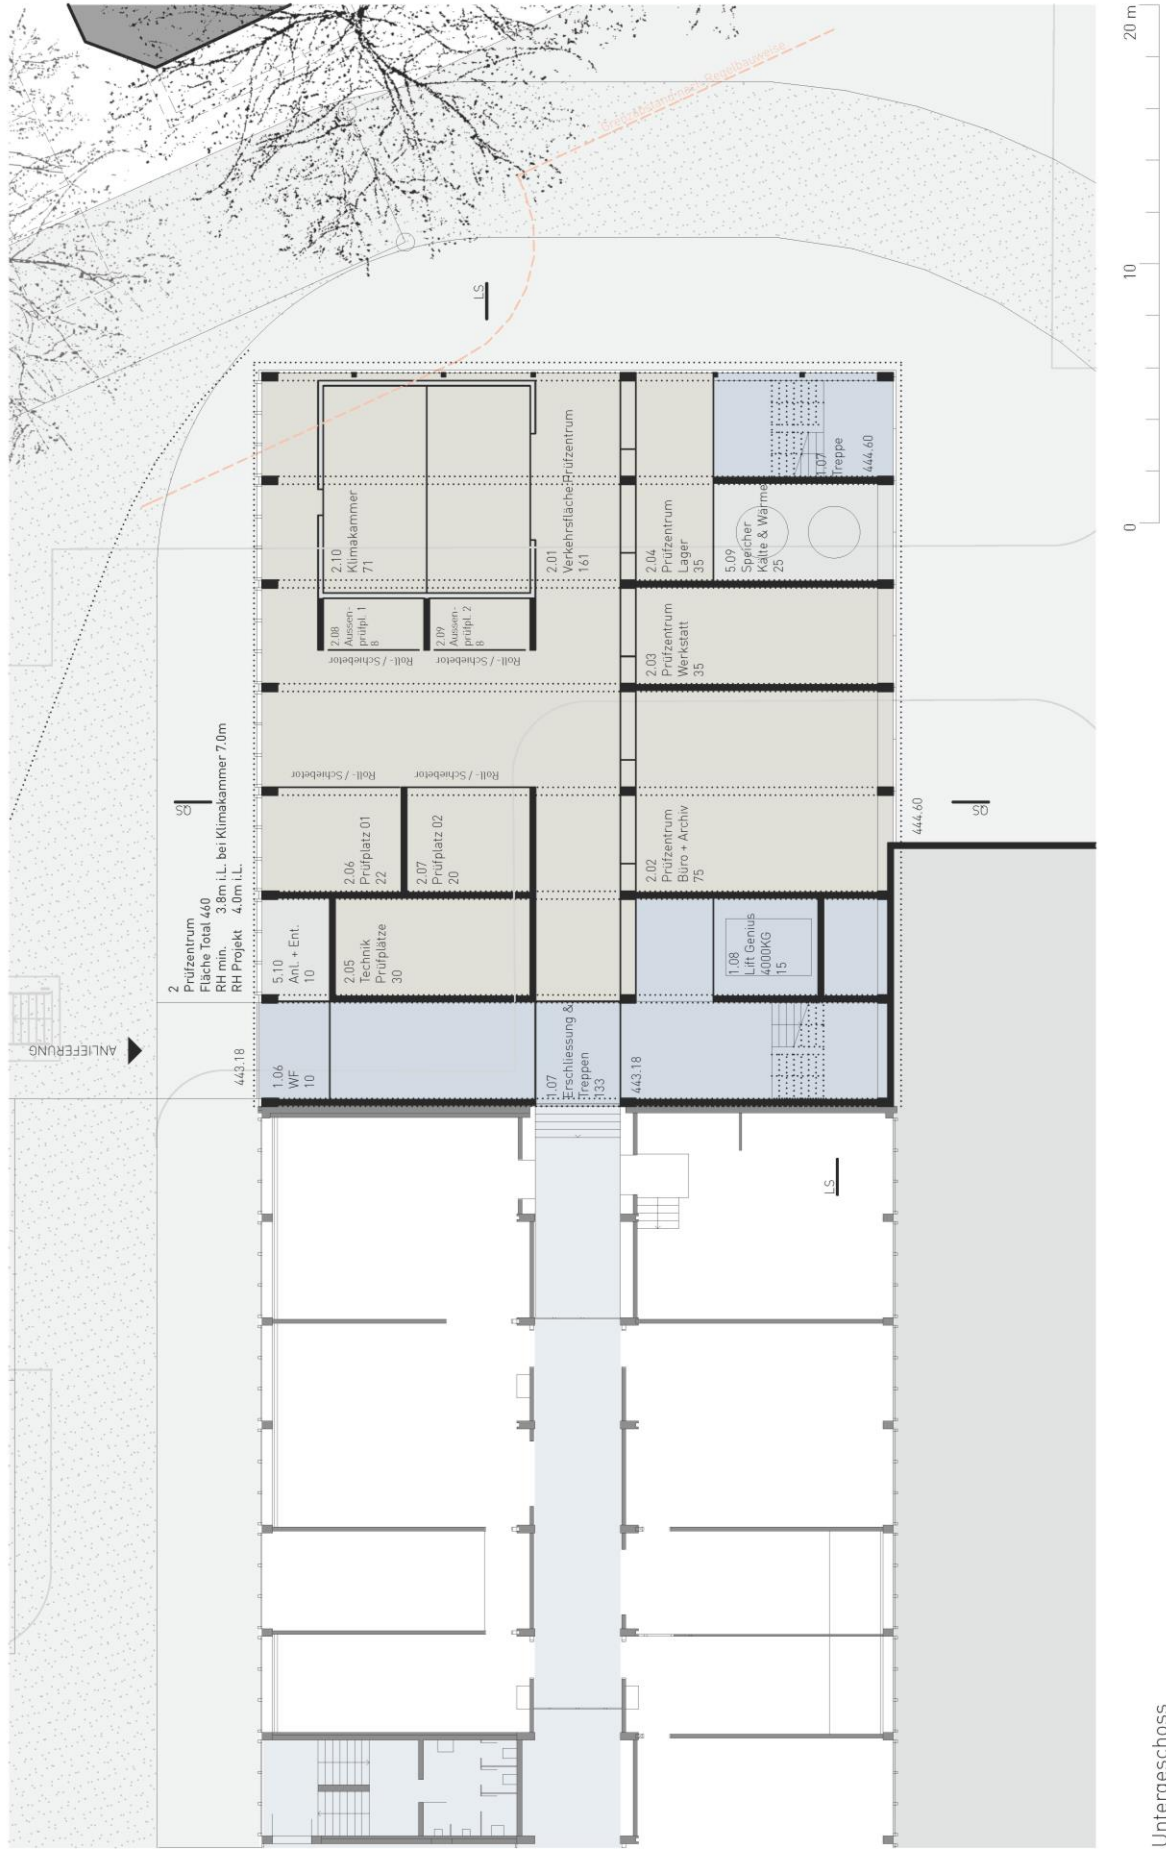 ANLIEFERUNG
2
Prüfzentrum
Fläche Total 460
RH min. 3.8m i.L. bei Klimakammer 7.0m
RH Projekt 4.0m i.L.
443.18
1.06
WF
10
5.10
Anl. + Ent.
10
2.05
Technik
Prüfplätze
30
2.06
Prüfplatz 01
22
2.07
Prüfplatz 02
20
Roll- / Schiebetor
Roll- / Schiebetor
2.08
Aussen-
prüfpl. 1
8
2.09
Aussen-
prüfpl. 2
8
Roll- / Schiebetor
Roll- / Schiebetor
2.10
Klimakammer
71
1.07
Erschliessung &
Treppen
133
443.18
2.01
Verkehrsfläche Prüfzentrum
161
1.08
Lift Genius
4000KG
15
2.02
Prüfzentrum
Büro + Archiv
75
2.03
Prüfzentrum
Werkstatt
35
2.04
Prüfzentrum
Lager
35
5.09
Speicher
Kälte & Wärme
25
1.07
Treppe
444.60
444.60
QS
QS
LS
LS
Regelbauweise
0
10
20 m
Untergeschoss